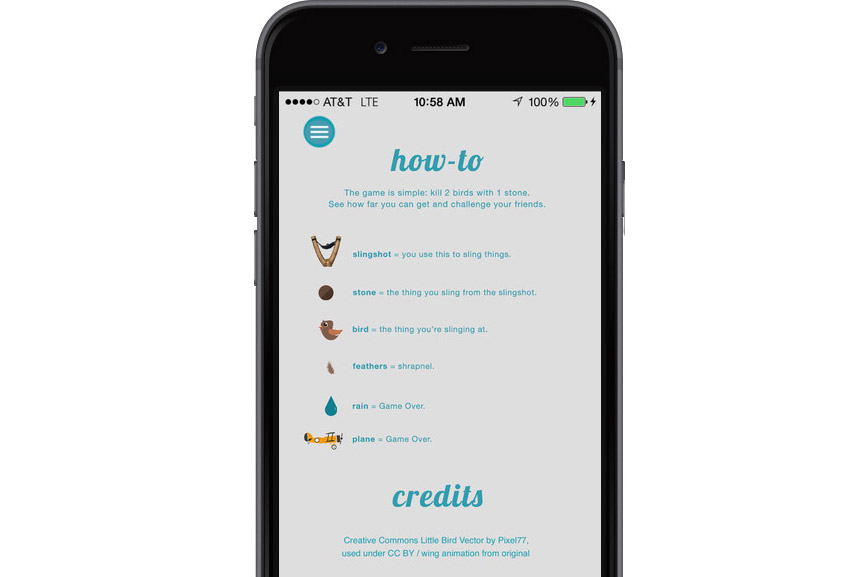 AT&T LTE 10:58 AM 100%
how-to
The game is simple: kill 2 birds with 1 stone.
See how far you can get and challenge your friends.
slingshot = you use this to sling things.
stone = the thing you sling from the slingshot.
bird = the thing you're slinging at.
feathers = shrapnel.
rain = Game Over.
plane = Game Over.
credits
Creative Commons Little Bird Vector by Pixel77,
used under CC BY / wing animation from original